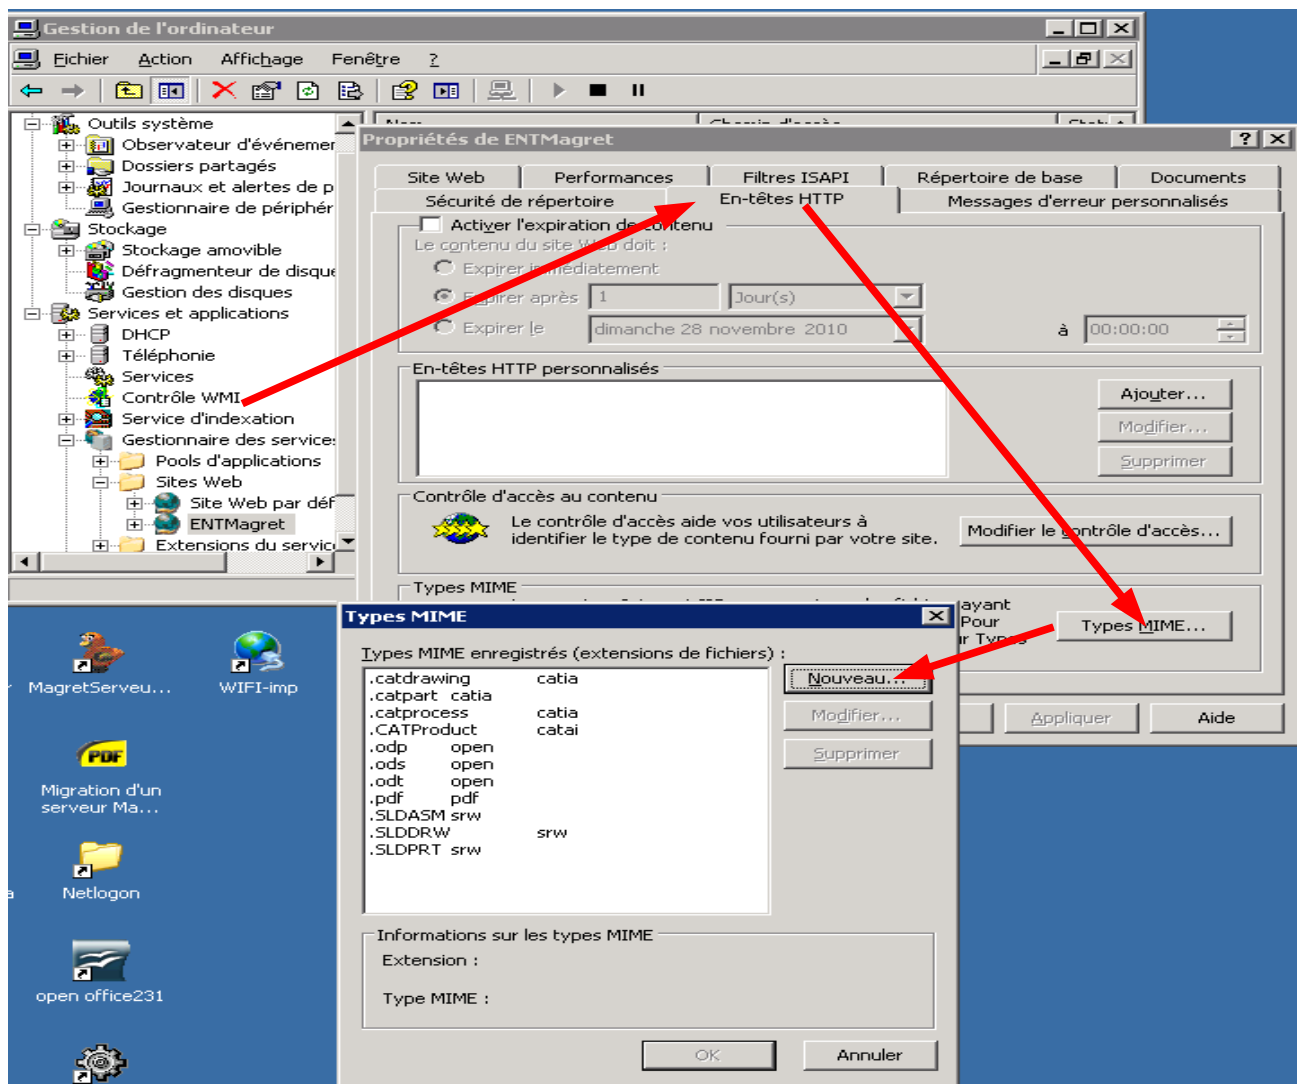 Gestion de l'ordinateur
Fichier Action Affichage Fenêtre ?
Outils système
Observateur d'événemer
Dossiers partagés
Journaux et alertes de p
Gestionnaire de périphér
Stockage
Stockage amovible
Défragmenteur de disque
Gestion des disques
Services et applications
DHCP
Téléphonie
Services
Contrôle WMI
Service d'indexation
Gestionnaire des service
Pools d'applications
Sites Web
Site Web par déf
ENTMagret
Extensions du servic
Propriétés de ENTMagret
Site Web Performances Filtres ISAPI Répertoire de base Documents
Sécurité de répertoire En-têtes HTTP Messages d'erreur personnalisés
Activer l'expiration de contenu
Le contenu du site Web doit :
Expirer immédiatement
Expirer après 1 Jour(s)
Expirer le dimanche 28 novembre 2010 à 00:00:00
En-têtes HTTP personnalisés
Ajouter...
Modifier...
Supprimer
Contrôle d'accès au contenu
Le contrôle d'accès aide vos utilisateurs à
identifier le type de contenu fourni par votre site.
Modifier le contrôle d'accès...
Types MIME
ayant
Pour
ur Types
Types MIME...
Appliquer Aide
Types MIME
Types MIME enregistrés (extensions de fichiers) :
.catdrawing catia
.catpart catia
.catprocess catia
.CATProduct catai
.odp open
.ods open
.odt open
.pdf pdf
.SLDASM srw
.SLDDRW srw
.SLDPRT srw
Nouveau...
Modifier...
Supprimer
Informations sur les types MIME
Extension :
Type MIME :
OK Annuler
MagretServeu...
WIFI-imp
PDF
Migration d'un
serveur Ma...
Netlogon
open office231